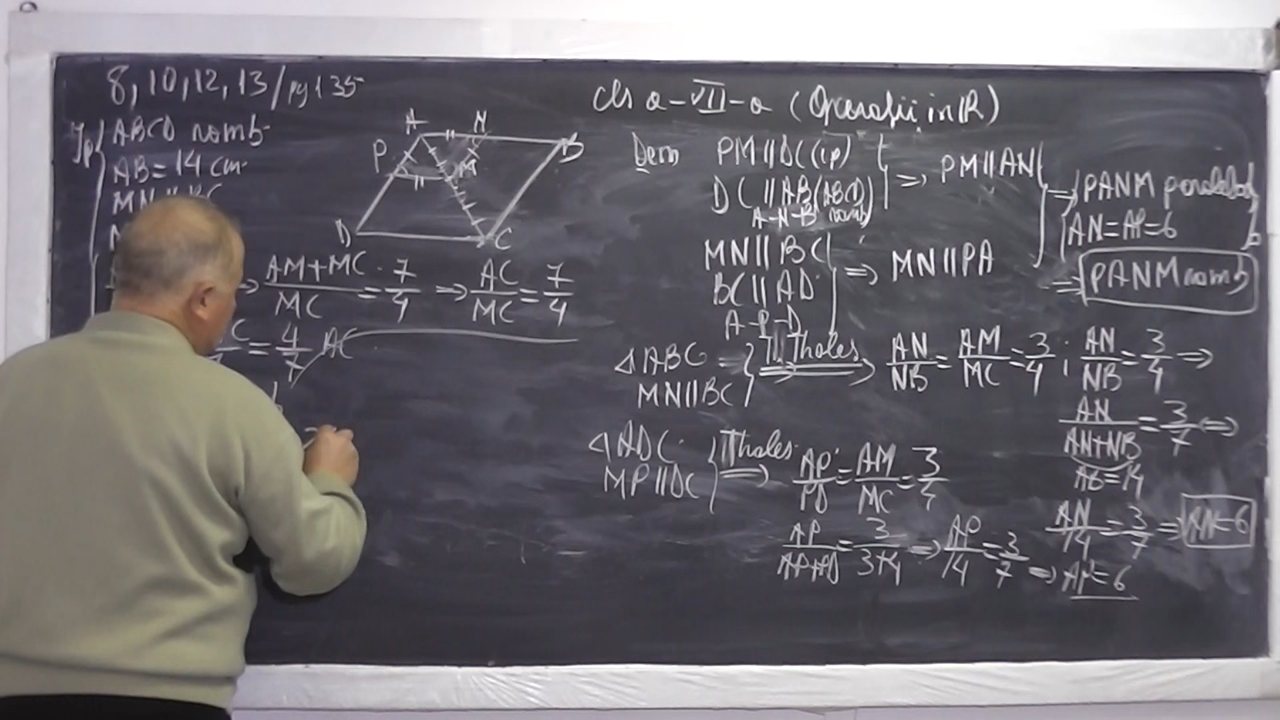 8, 10, 12, 13 / pg 135
cls a-VII-a ( in R)
Ip ABCD romb
AB = 14 cm
MN || BC
A N B
P M
D C
AM+MC / MC = 7/4 => AC/MC = 7/4
= 4/7 AC
Dem PM || DC (ip)
DC || AB (ABCD romb)
A-N-B
=> PM || AN
MN || BC
BC || AD
A-P-D
=> MN || PA
=> PANM
AN = AP = 6
=> PANM romb
△ABC
MN || BC
T. Thales => AN/NB = AM/MC = 3/4 ; AN/NB = 3/4 =>
AN/AN+NB = 3/7 <=>
AB = 14
AN/14 = 3/7 => AN = 6
△ADC
MP || DC
T Thales => AP/PD = AM/MC = 3/4
AP/AP+PD = 3/3+4 => AP/14 = 3/7 => AP = 6